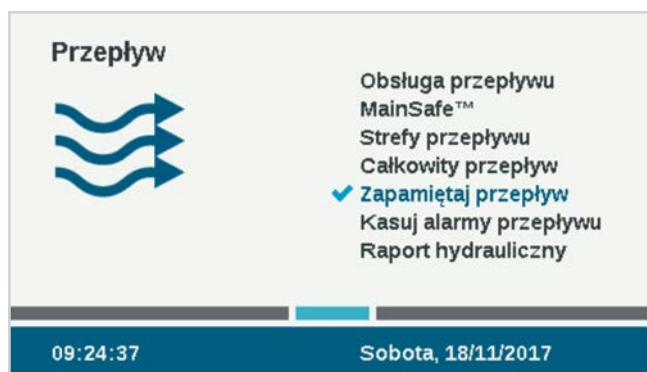 Przepływ
Obsługa przepływu
MainSafe™
Strefy przepływu
Całkowity przepływ
Zapamiętaj przepływ
Kasuj alarmy przepływu
Raport hydrauliczny
09:24:37
Sobota, 18/11/2017